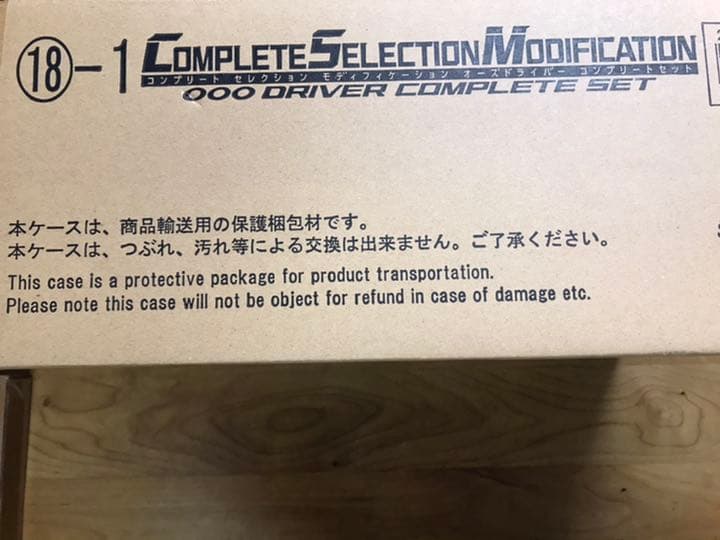 ⑱-1 COMPLETE SELECTION MODIFICATION
コンプリート セレクション モディフィケーション オーズドライバー コンプリートセット
OOO DRIVER COMPLETE SET
本ケースは、商品輸送用の保護梱包材です。
本ケースは、つぶれ、汚れ等による交換は出来ません。ご了承ください。
This case is a protective package for product transportation.
Please note this case will not be object for refund in case of damage etc.